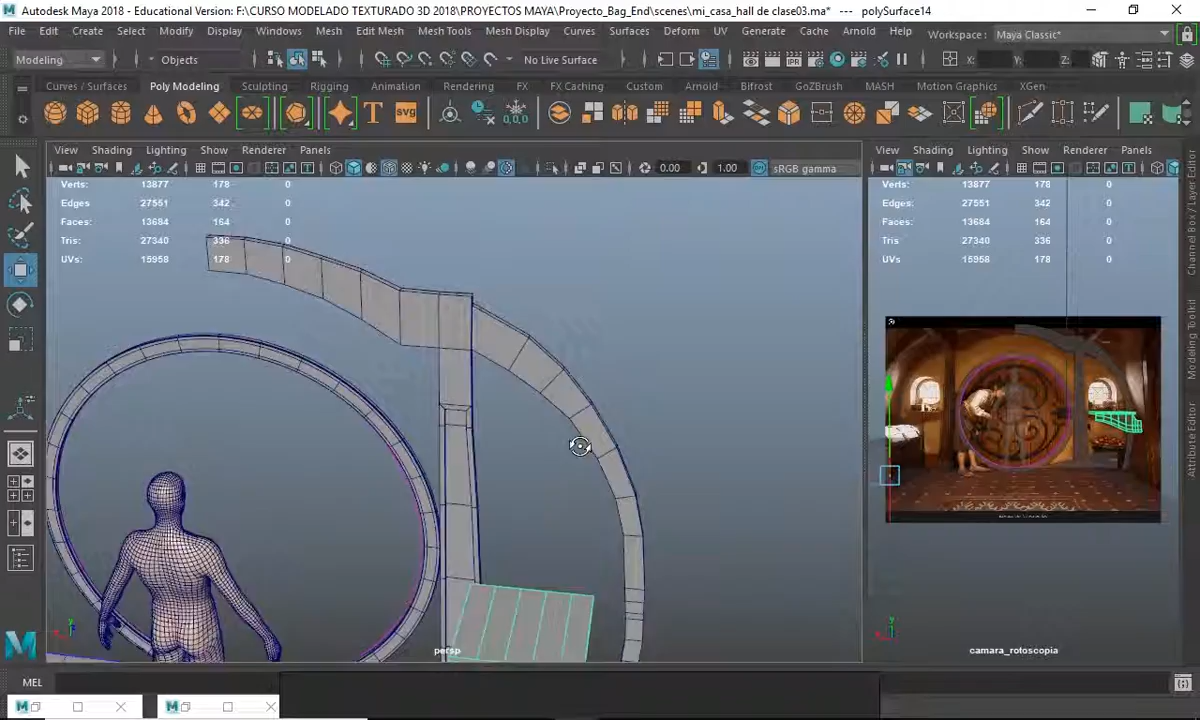 Autodesk Maya 2018 - Educational Version: F:\CURSO MODELADO TEXTURADO 3D 2018\PROYECTOS MAYA\Proyecto_Bag_End\scenes\mi_casa_hall de clase03.ma* --- polySurface14
File Edit Create Select Modify Display Windows Mesh Edit Mesh Mesh Tools Mesh Display Curves Surfaces Deform UV Generate Cache Arnold Help Workspace: Maya Classic*
Modeling Objects No Live Surface X: Y: Z:
Curves / Surfaces Poly Modeling Sculpting Rigging Animation Rendering FX FX Caching Custom Arnold Bifrost GoZBrush MASH Motion Graphics XGen
T SVG 0,0,0
View Shading Lighting Show Renderer Panels
0.00 1.00 sRGB gamma
Verts: 13877 178 0
Edges 27551 342 0
Faces: 13684 164 0
Tris: 27340 336 0
UVs: 15958 178 0
persp
View Shading Lighting Show Renderer Panels
Verts: 13877 178 0
Edges 27551 342 0
Faces 13684 164 0
Tris 27340 336 0
UVs: 15958 178 0
camara_rotoscopia
Channel Box / Layer Editor
Modeling Toolkit
Attribute Editor
MEL